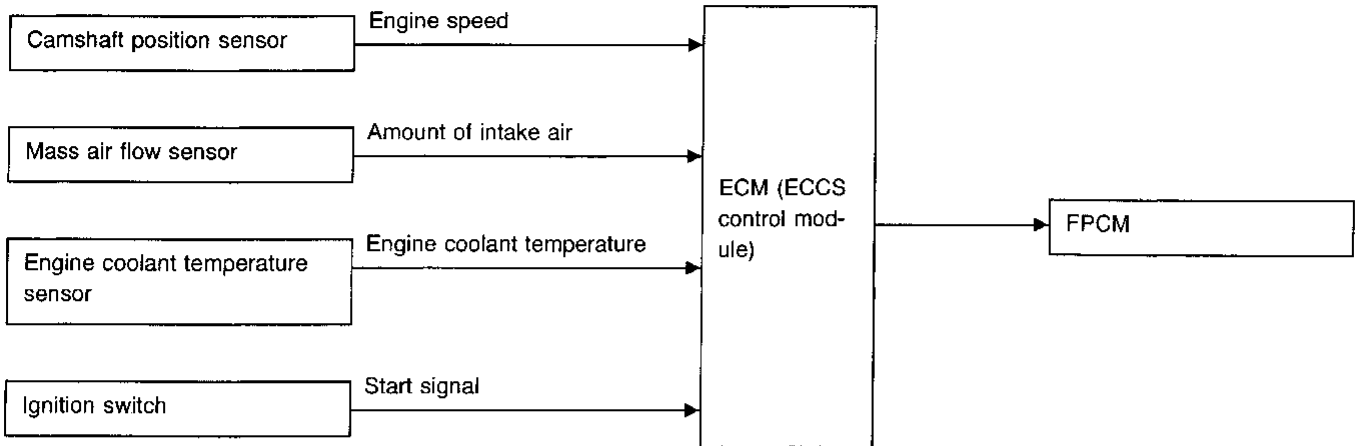 Camshaft position sensor
Engine speed
Mass air flow sensor
Amount of intake air
Engine coolant temperature
sensor
Engine coolant temperature
Ignition switch
Start signal
ECM (ECCS
control mod-
ule)
FPCM